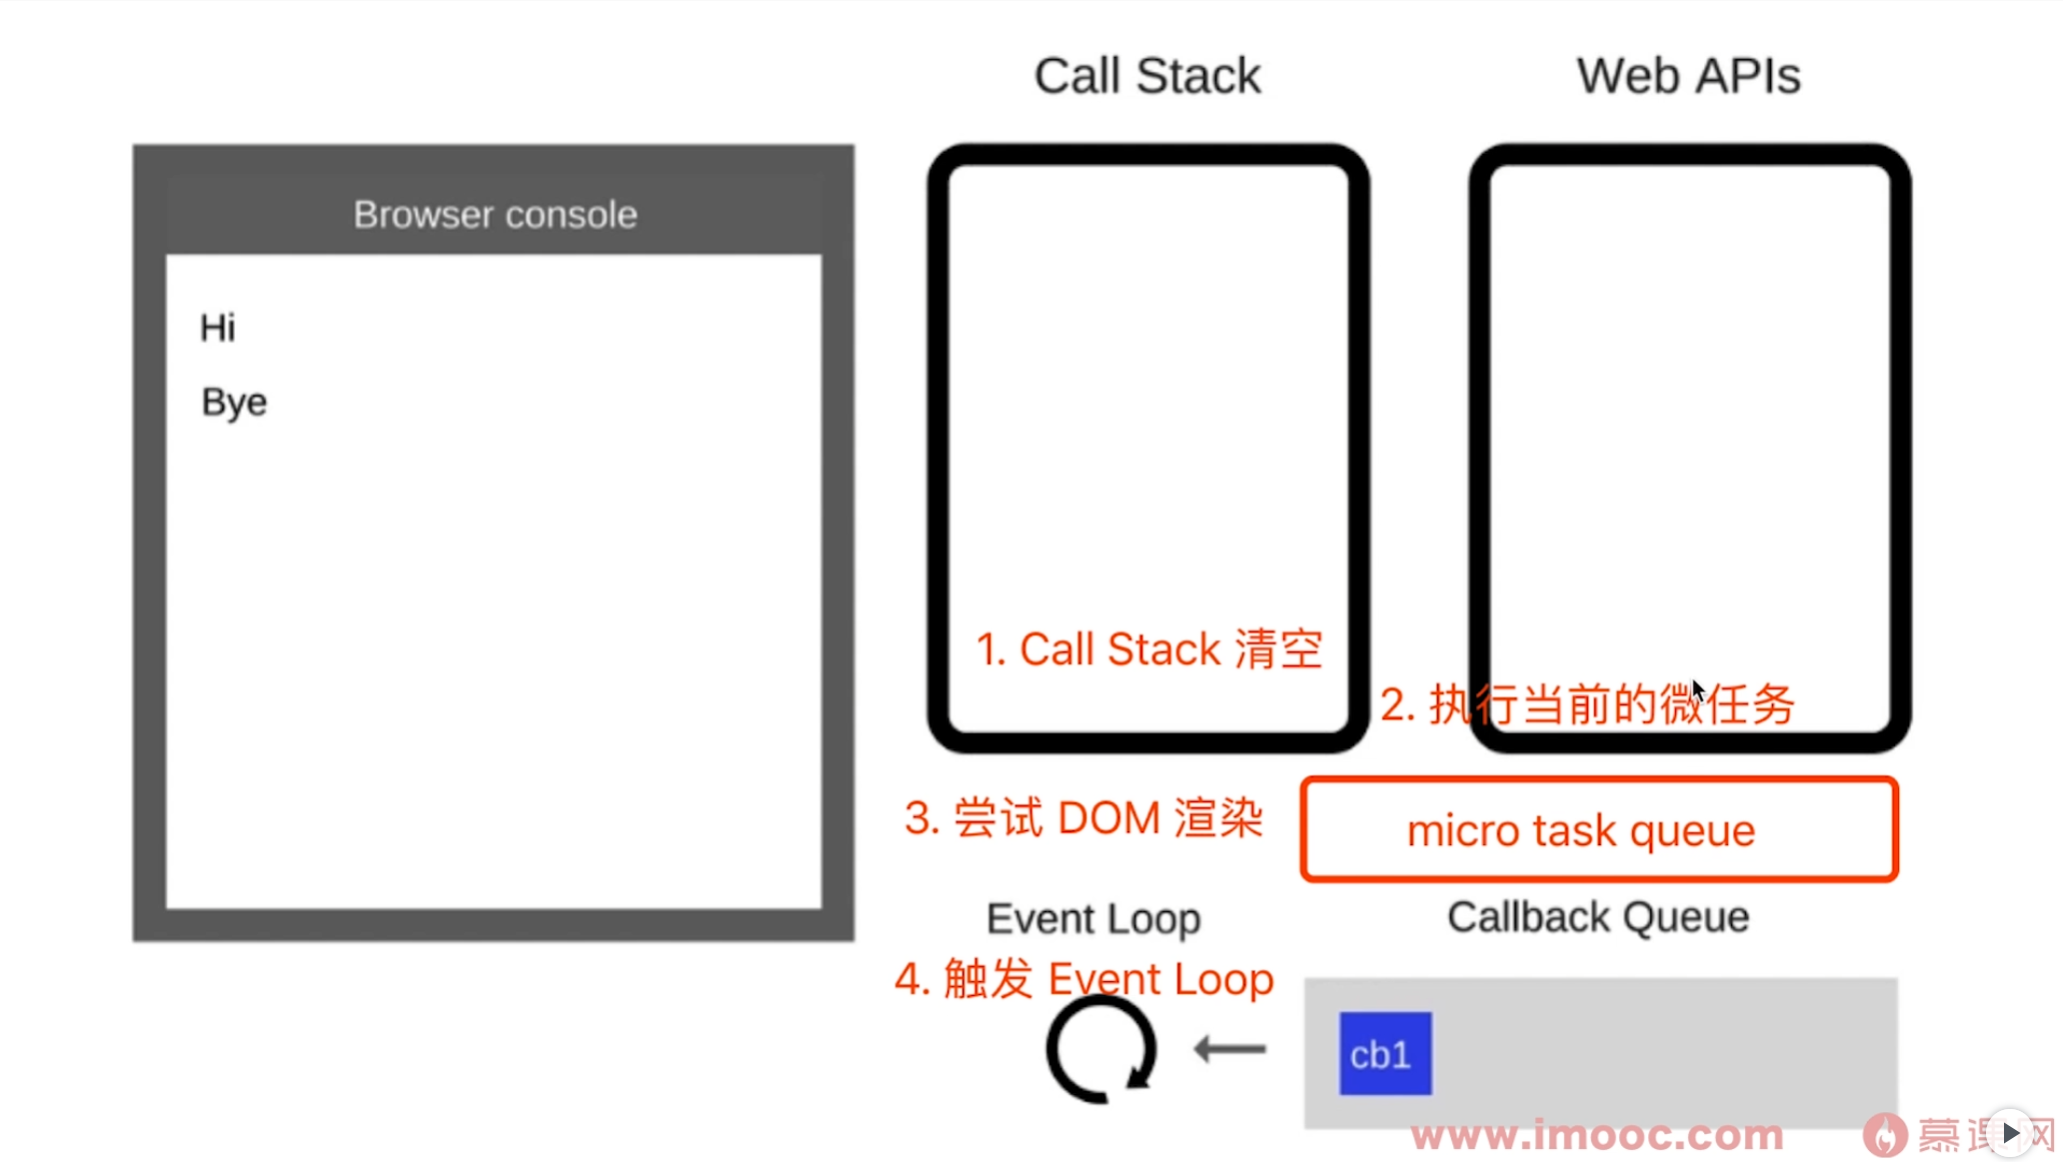 Call Stack
Web APIs
Browser console
Hi
Bye
1. Call Stack 清空
2. 执行当前的微任务
3. 尝试 DOM 渲染
micro task queue
Event Loop
Callback Queue
4. 触发 Event Loop
cb1
www.imooc.com
慕课网